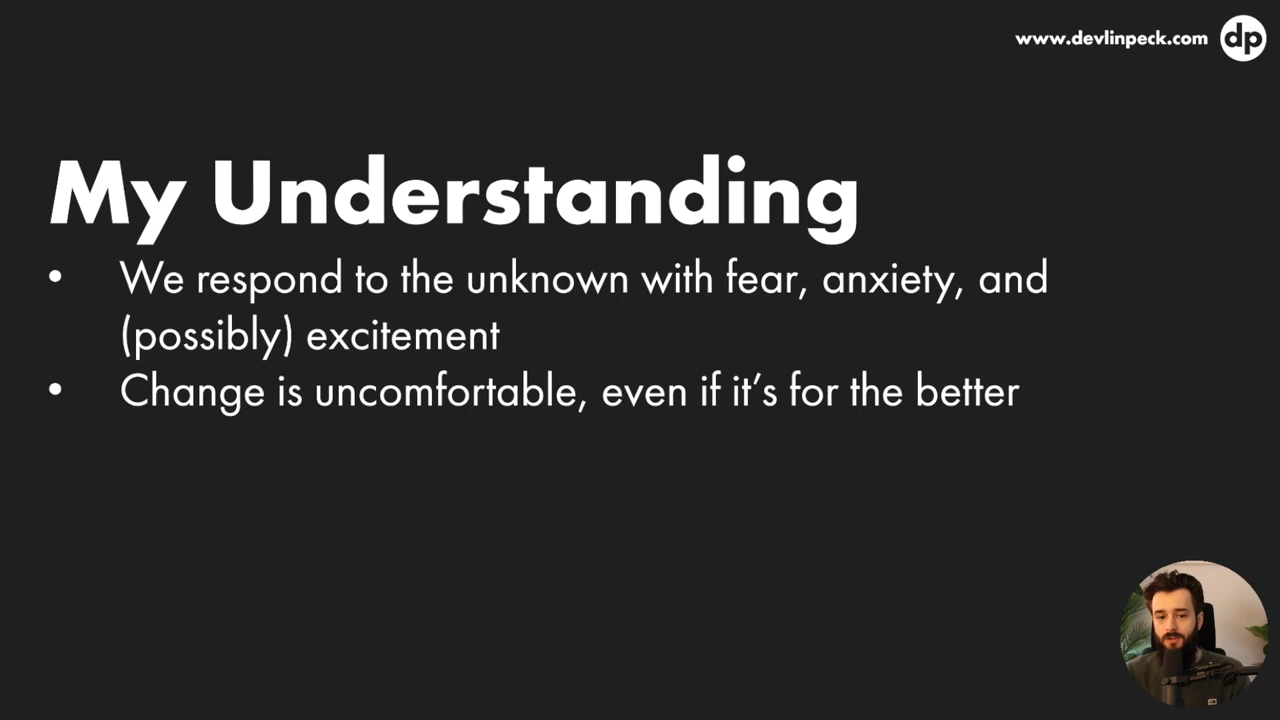 www.devlinpeck.com dp
My Understanding
• We respond to the unknown with fear, anxiety, and
(possibly) excitement
• Change is uncomfortable, even if it’s for the better